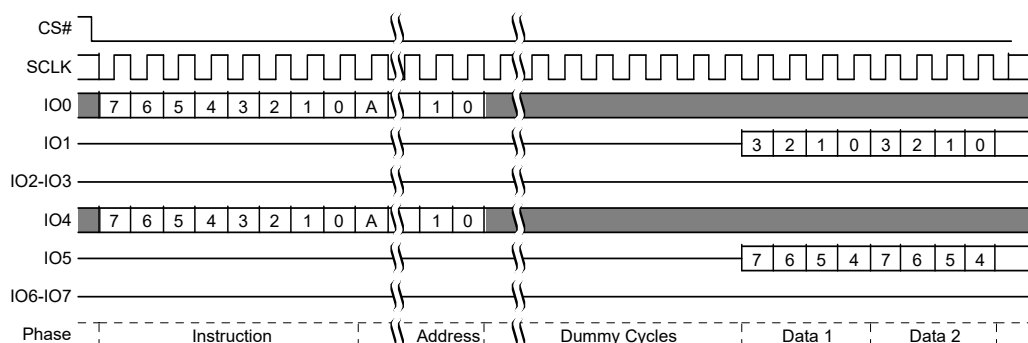 CS#
SCLK
IO0 7 6 5 4 3 2 1 0 A 1 0
IO1 3 2 1 0 3 2 1 0
IO2-IO3
IO4 7 6 5 4 3 2 1 0 A 1 0
IO5 7 6 5 4 7 6 5 4
IO6-IO7
Phase Instruction Address Dummy Cycles Data 1 Data 2